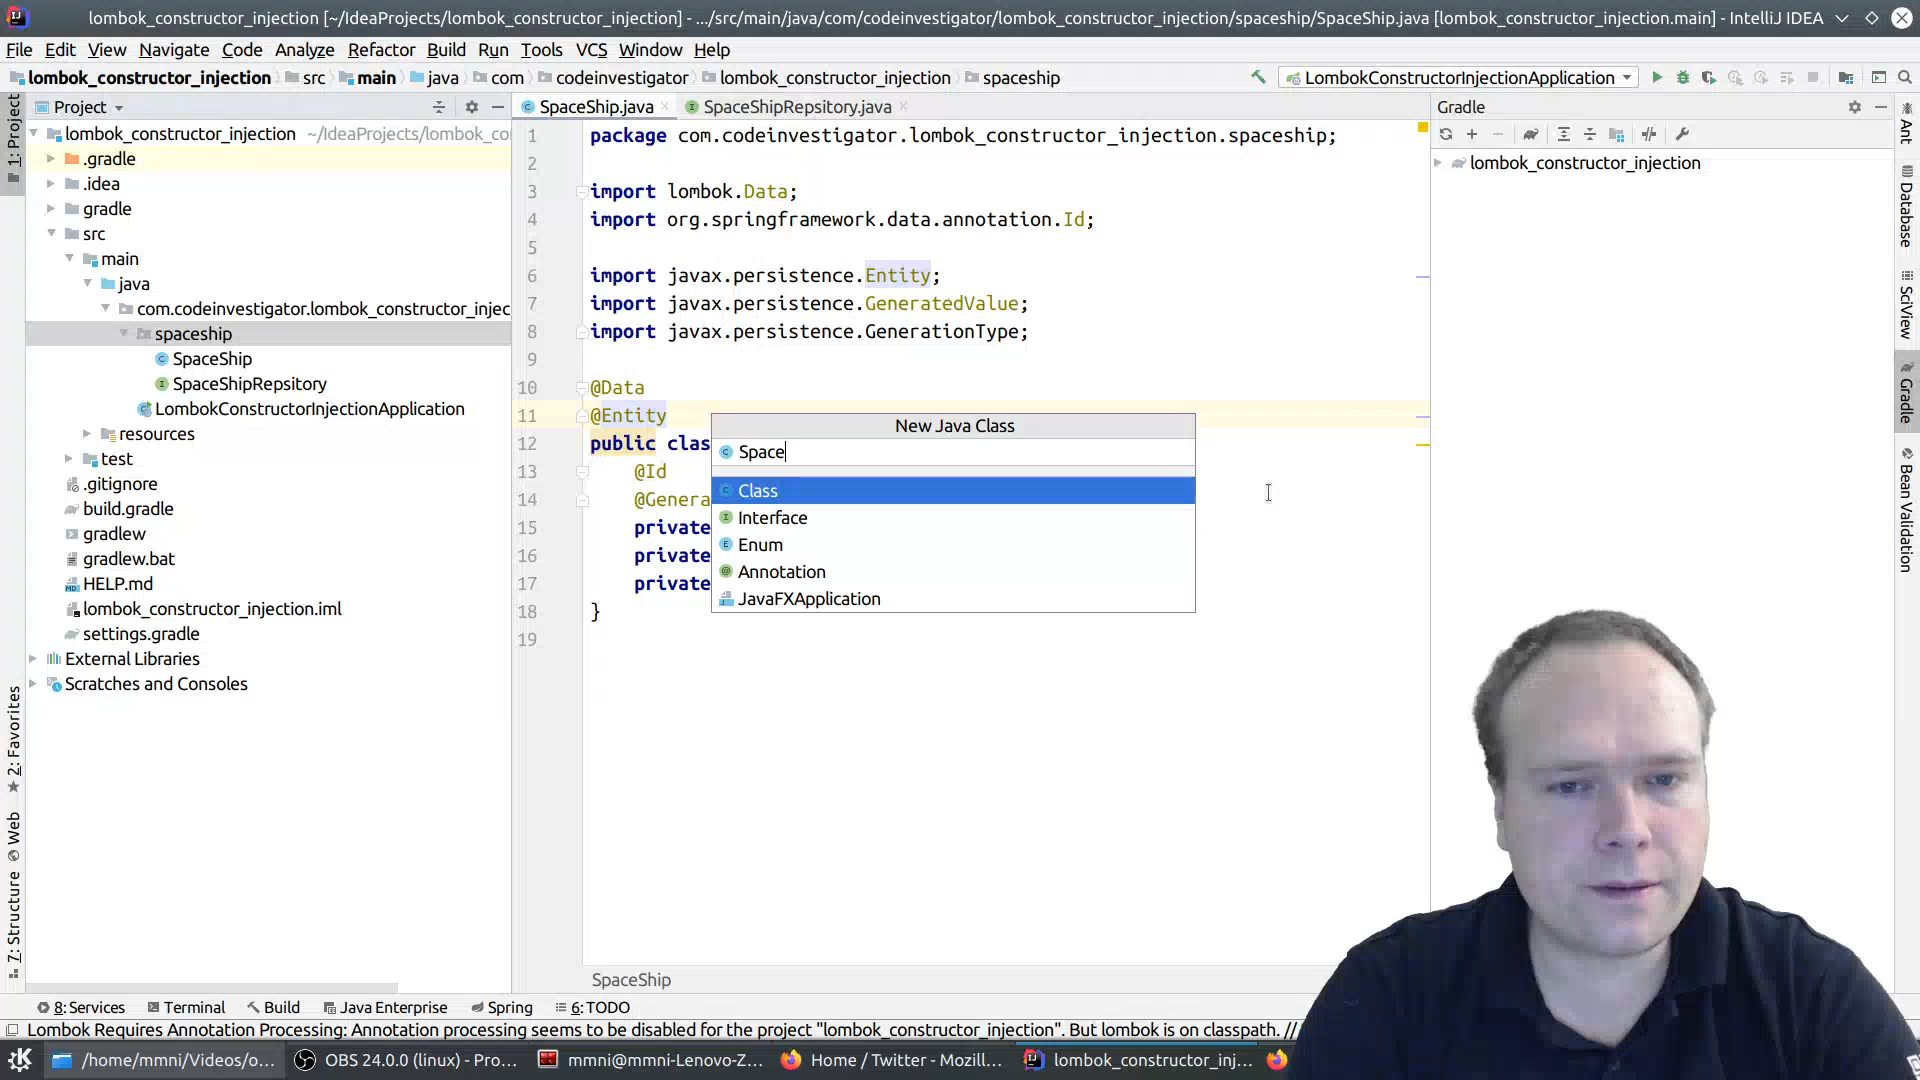 lombok_constructor_injection [~/IdeaProjects/lombok_constructor_injection] - .../src/main/java/com/codeinvestigator/lombok_constructor_injection/spaceship/SpaceShip.java [lombok_constructor_injection.main] - IntelliJ IDEA
File Edit View Navigate Code Analyze Refactor Build Run Tools VCS Window Help
lombok_constructor_injection src main java com codeinvestigator lombok_constructor_injection spaceship LombokConstructorInjectionApplication
1: Project
Project
lombok_constructor_injection ~/IdeaProjects/lombok_co
.gradle
.idea
gradle
src
main
java
com.codeinvestigator.lombok_constructor_injec
spaceship
SpaceShip
SpaceShipRepsitory
LombokConstructorInjectionApplication
resources
test
.gitignore
build.gradle
gradlew
gradlew.bat
HELP.md
lombok_constructor_injection.iml
settings.gradle
External Libraries
Scratches and Consoles
2: Favorites
Web
7: Structure
SpaceShip.java SpaceShipRepsitory.java
1 package com.codeinvestigator.lombok_constructor_injection.spaceship;
2
3 import lombok.Data;
4 import org.springframework.data.annotation.Id;
5
6 import javax.persistence.Entity;
7 import javax.persistence.GeneratedValue;
8 import javax.persistence.GenerationType;
9
10 @Data
11 @Entity
12 public clas
13 @Id
14 @Genera
15 private
16 private
17 private
18 }
19
New Java Class
Space
Class
Interface
Enum
Annotation
JavaFXApplication
SpaceShip
Gradle
lombok_constructor_injection
Ant
Database
SciView
Gradle
Bean Validation
8: Services Terminal Build Java Enterprise Spring 6: TODO
Lombok Requires Annotation Processing: Annotation processing seems to be disabled for the project "lombok_constructor_injection". But lombok is on classpath. //
/home/mmni/Videos/o... OBS 24.0.0 (linux) - Pro... mmni@mmni-Lenovo-Z... Home / Twitter - Mozill... lombok_constructor_inj...